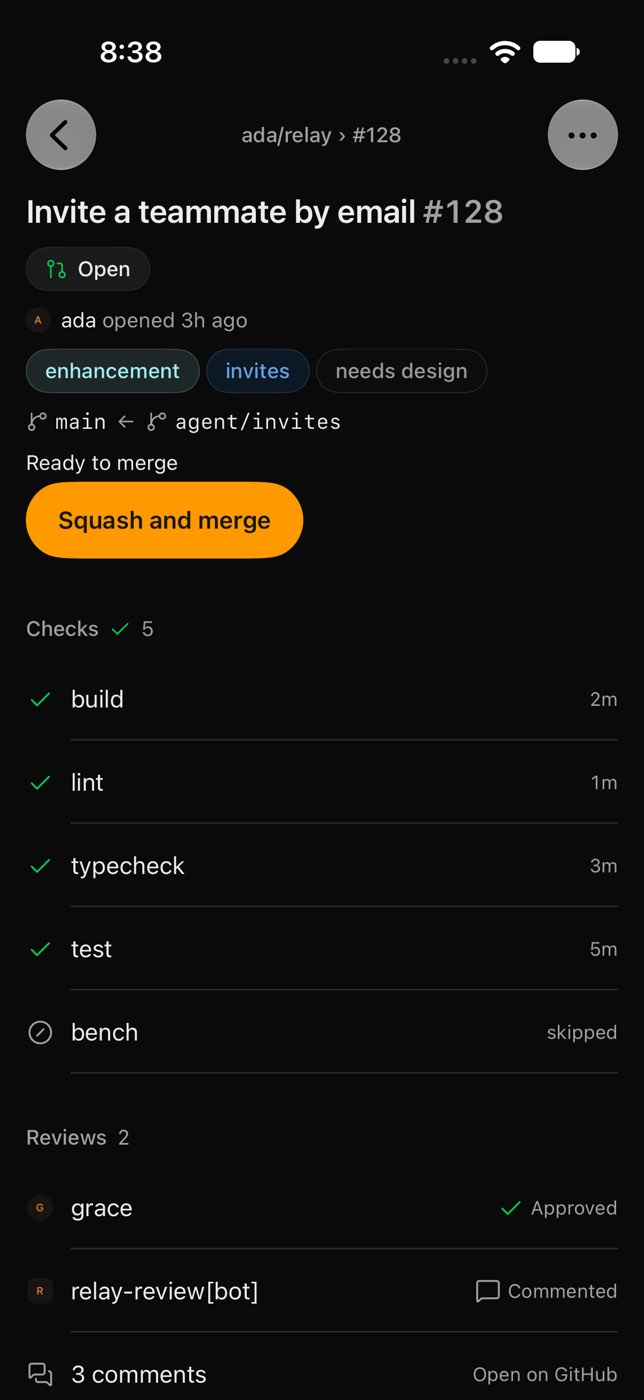 8:38
ada/relay › #128
Invite a teammate by email #128
Open
A ada opened 3h ago
enhancement invites needs design
main ← agent/invites
Ready to merge
Squash and merge
Checks 5
build 2m
lint 1m
typecheck 3m
test 5m
bench skipped
Reviews 2
G grace Approved
R relay-review[bot] Commented
3 comments Open on GitHub